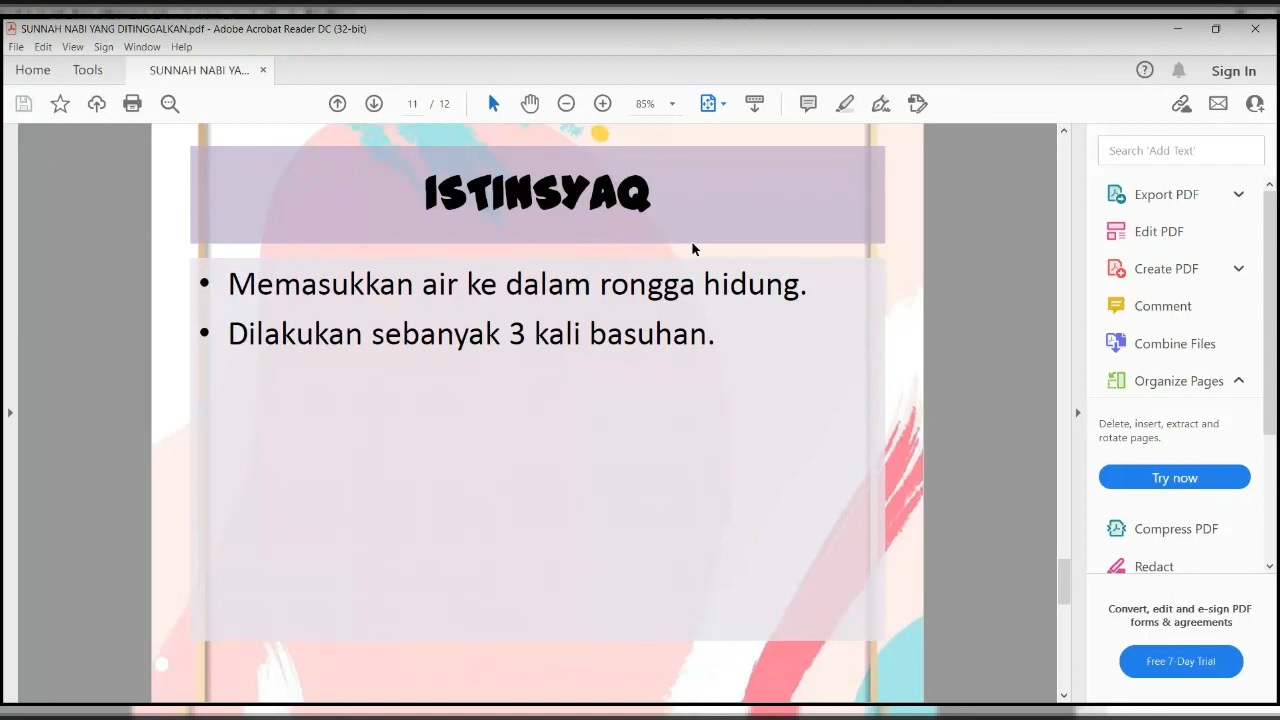 SUNNAH NABI YANG DITINGGALKAN.pdf - Adobe Acrobat Reader DC (32-bit)
File Edit View Sign Window Help
Home Tools SUNNAH NABI YA... × Sign In
11 / 12 85%
ISTINSYAQ
• Memasukkan air ke dalam rongga hidung.
• Dilakukan sebanyak 3 kali basuhan.
Search 'Add Text'
Export PDF
Edit PDF
Create PDF
Comment
Combine Files
Organize Pages
Delete, insert, extract and
rotate pages.
Try now
Compress PDF
Redact
Convert, edit and e-sign PDF
forms & agreements
Free 7-Day Trial